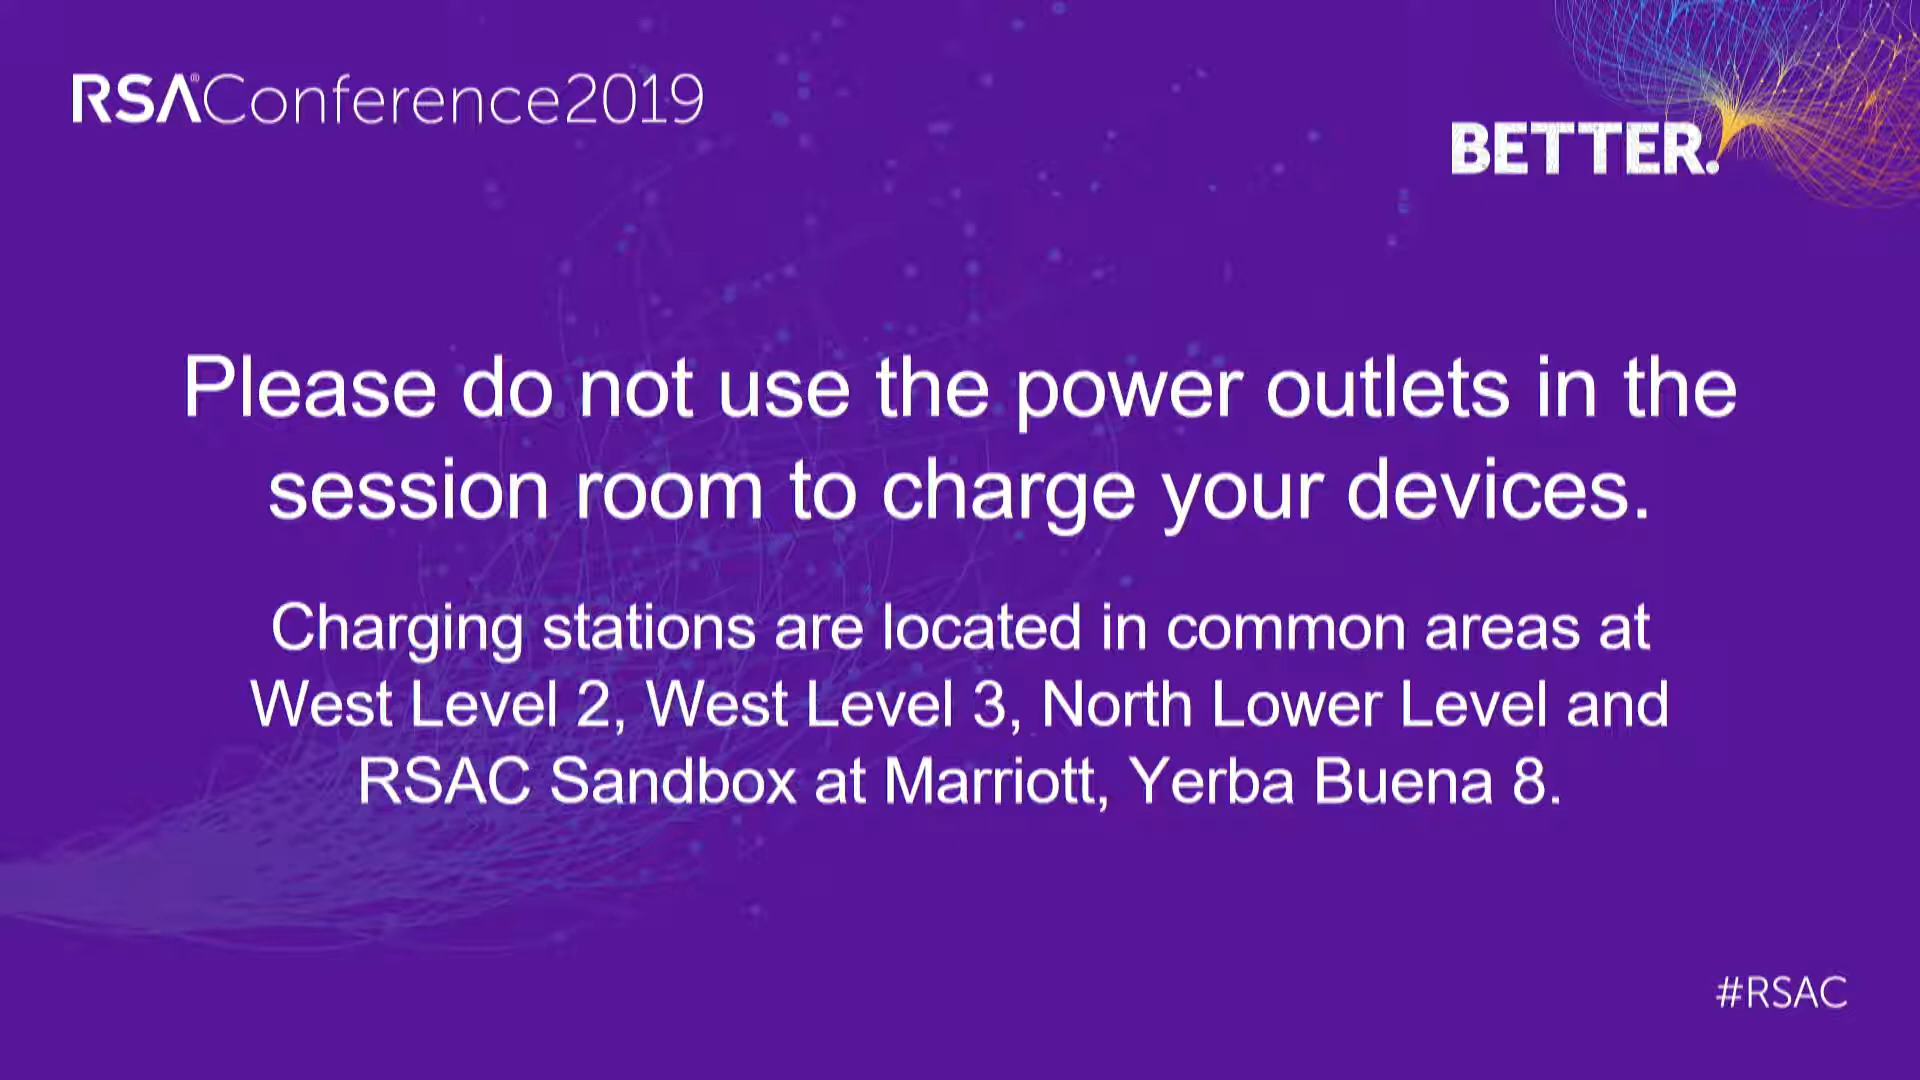 RSA®Conference2019
BETTER.
Please do not use the power outlets in the
session room to charge your devices.
Charging stations are located in common areas at
West Level 2, West Level 3, North Lower Level and
RSAC Sandbox at Marriott, Yerba Buena 8.
#RSAC